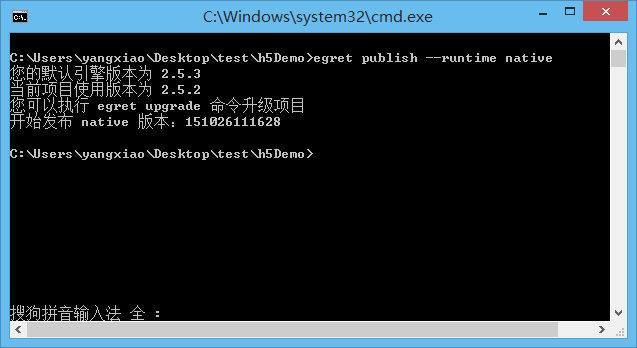 C:\Windows\system32\cmd.exe
C:\Users\yangxiao\Desktop\test\h5Demo>egret publish --runtime native
您的默认引擎版本为 2.5.3
当前项目使用版本为 2.5.2
您可以执行 egret upgrade 命令升级项目
开始发布 native 版本：151026111628
C:\Users\yangxiao\Desktop\test\h5Demo>
搜狗拼音输入法 全 :